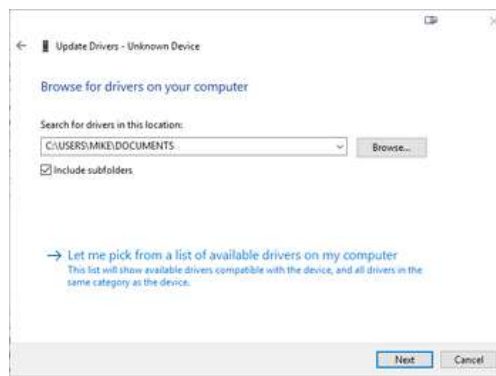 Update Drivers - Unknown Device
Browse for drivers on your computer
Search for drivers in this location:
C:\USERS\MIKE\DOCUMENTS
Browse...
Include subfolders
Let me pick from a list of available drivers on my computer
This list will show available drivers compatible with the device, and all drivers in the
same category as the device.
Next
Cancel